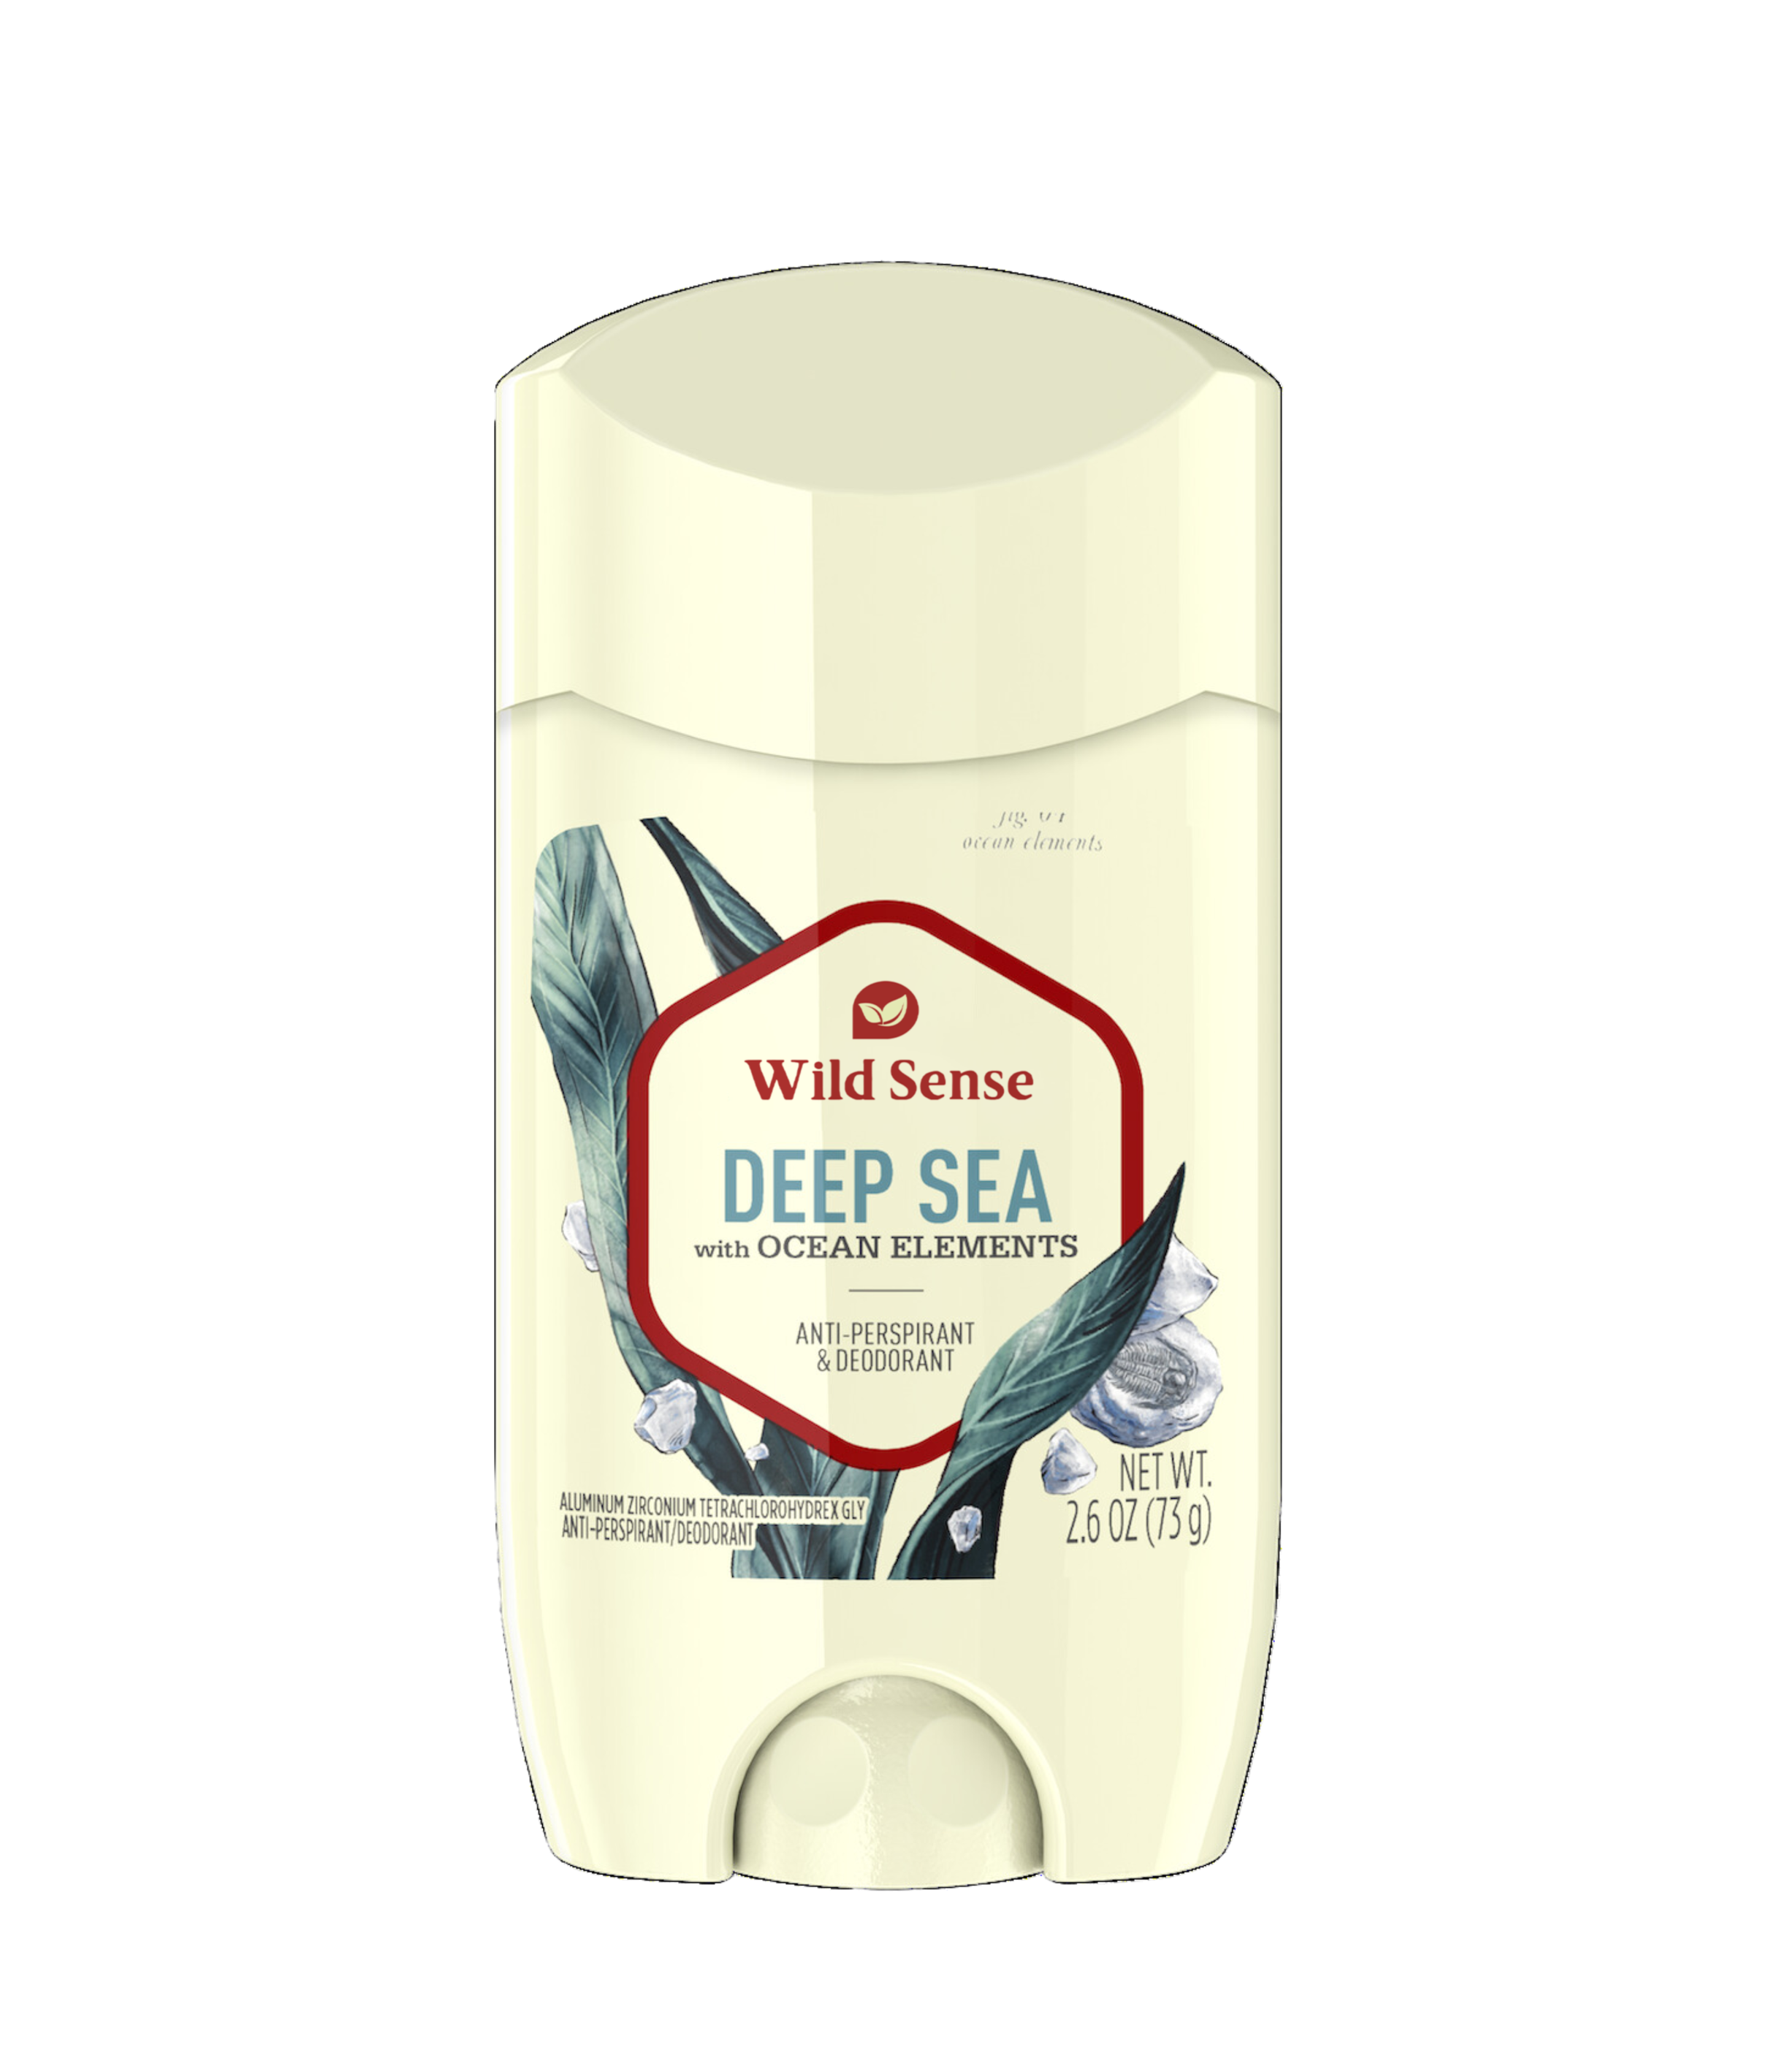 ocean elements
Wild Sense
DEEP SEA
with OCEAN ELEMENTS
ANTI-PERSPIRANT
& DEODORANT
NET WT.
2.6 OZ (73 g)
ALUMINUM ZIRCONIUM TETRACHLOROHYDREX GLY
ANTI-PERSPIRANT/DEODORANT